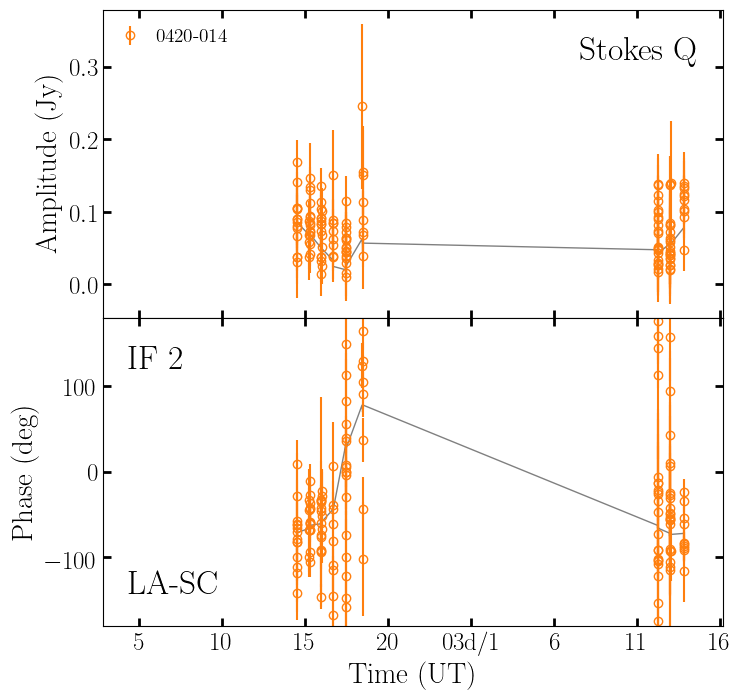 0420-014
Stokes Q
0.3
0.2
0.1
0.0
Amplitude (Jy)
IF 2
100
0
−100
Phase (deg)
LA-SC
5 10 15 20 03d/1 6 11 16
Time (UT)